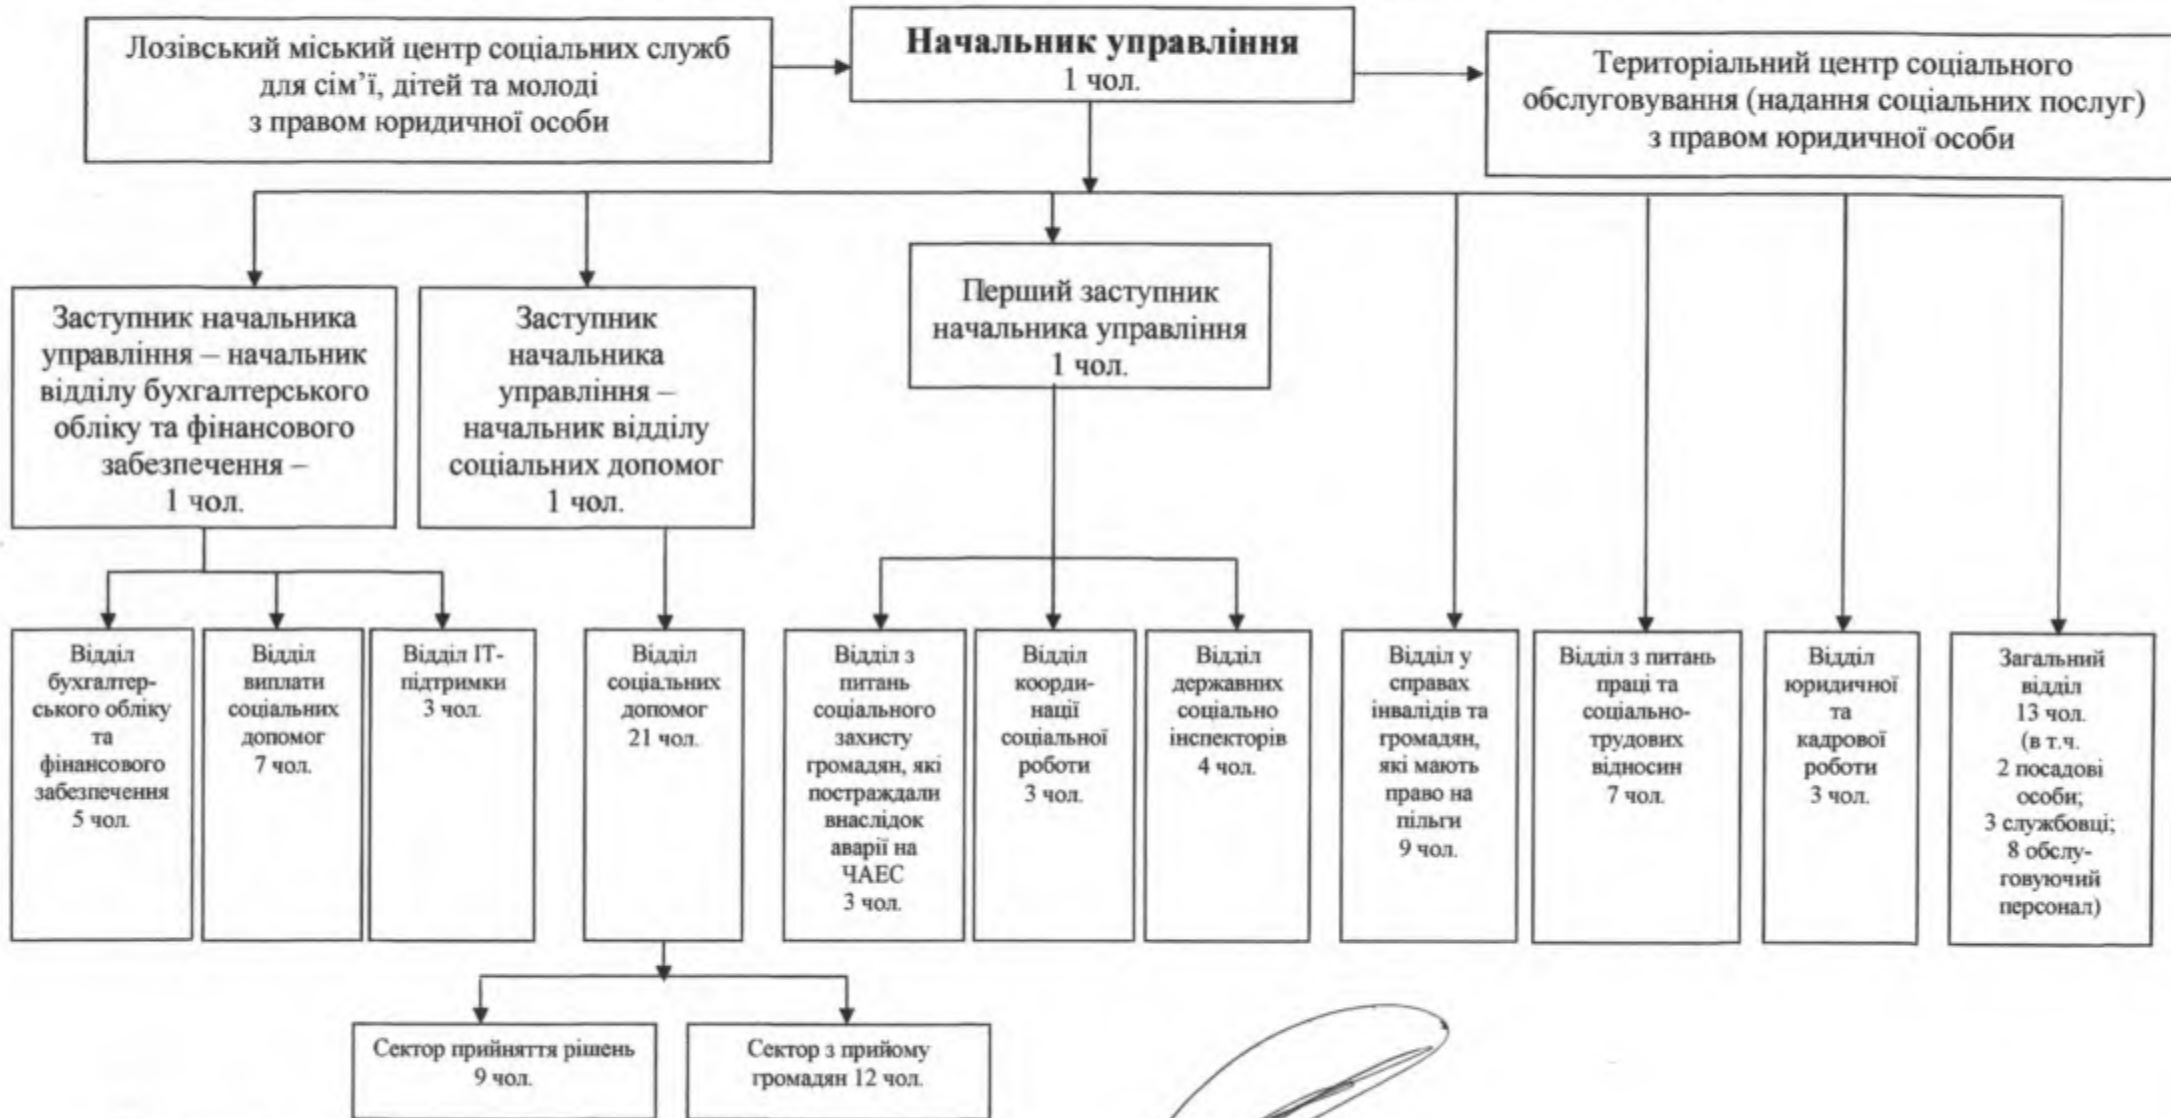 Лозівський міський центр соціальних служб
для сім’ї, дітей та молоді
з правом юридичної особи
Начальник управління
1 чол.
Територіальний центр соціального
обслуговування (надання соціальних послуг)
з правом юридичної особи
Заступник начальника
управління – начальник
відділу бухгалтерського
обліку та фінансового
забезпечення –
1 чол.
Заступник
начальника
управління –
начальник відділу
соціальних допомог
1 чол.
Перший заступник
начальника управління
1 чол.
Відділ
бухгалтер-
ського обліку
та
фінансового
забезпечення
5 чол.
Відділ
виплати
соціальних
допомог
7 чол.
Відділ ІТ-
підтримки
3 чол.
Відділ
соціальних
допомог
21 чол.
Відділ з
питань
соціального
захисту
громадян, які
постраждали
внаслідок
аварії на
ЧАЕС
3 чол.
Відділ
коорди-
нації
соціальної
роботи
3 чол.
Відділ
державних
соціально
інспекторів
4 чол.
Відділ у
справах
інвалідів та
громадян,
які мають
право на
пільги
9 чол.
Відділ з питань
праці та
соціально-
трудових
відносин
7 чол.
Відділ
юридичної
та
кадрової
роботи
3 чол.
Загальний
відділ
13 чол.
(в т.ч.
2 посадові
особи;
3 службовці;
8 обслу-
говуючий
персонал)
Сектор прийняття рішень
9 чол.
Сектор з прийому
громадян 12 чол.